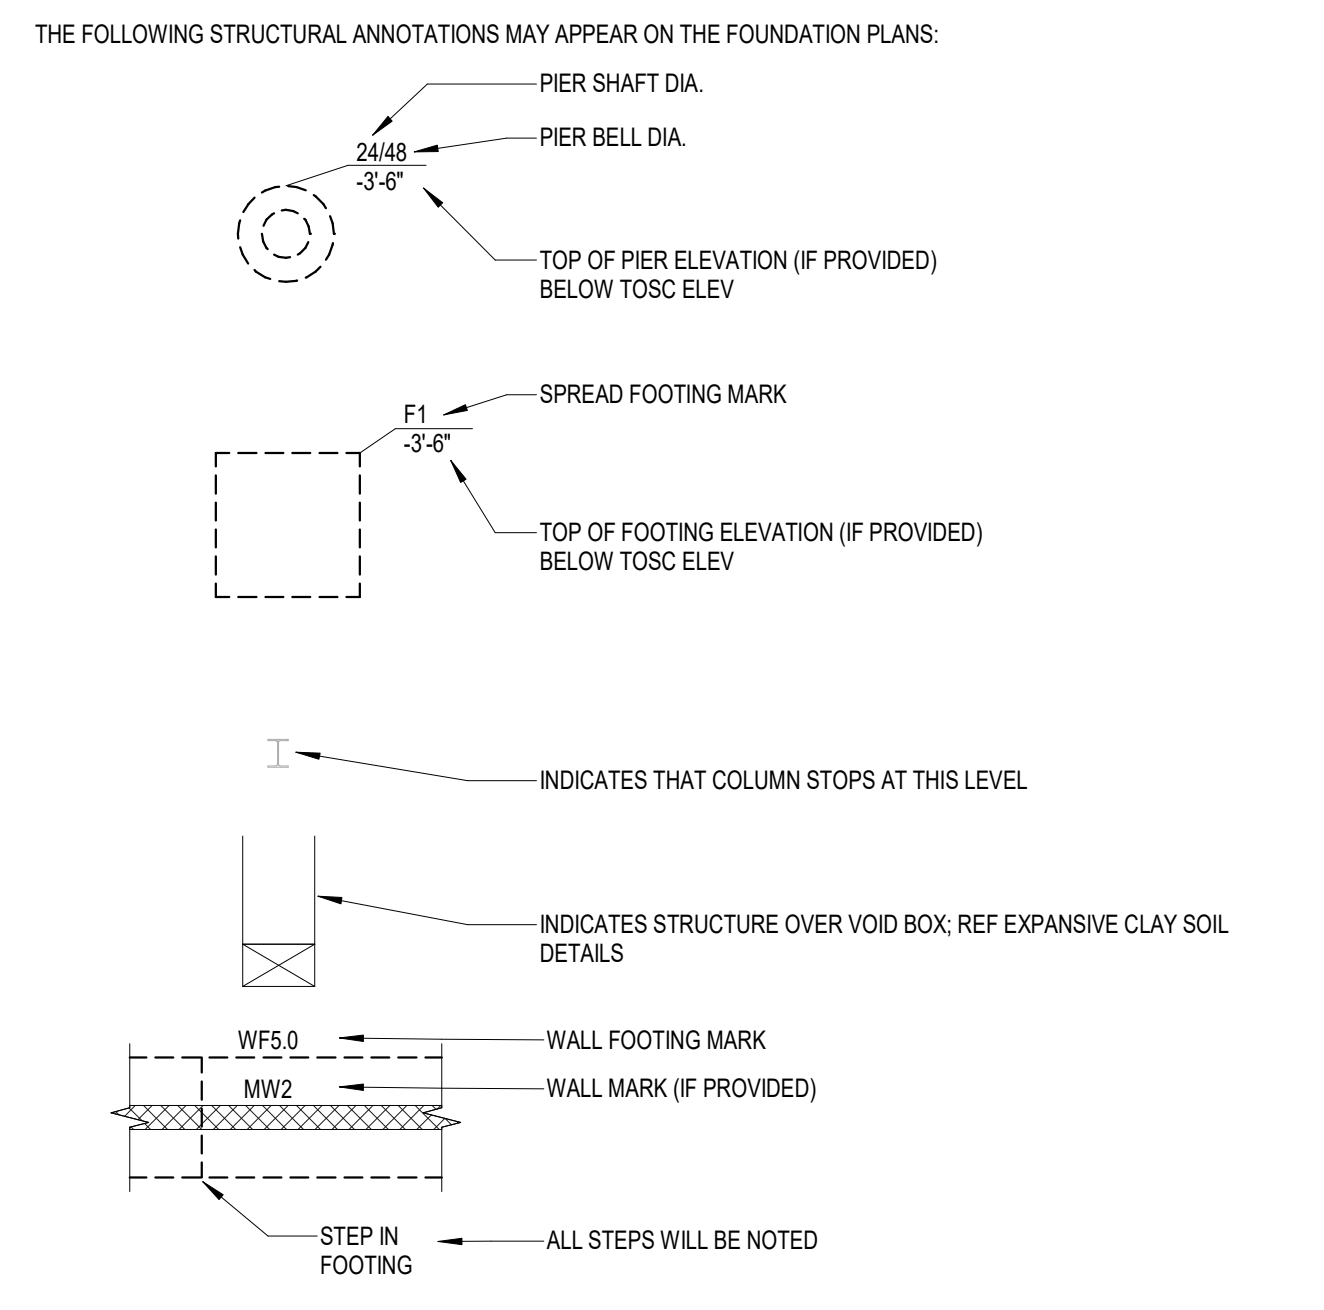 THE FOLLOWING STRUCTURAL ANNOTATIONS MAY APPEAR ON THE FOUNDATION PLANS:
PIER SHAFT DIA.
PIER BELL DIA.
24/48
-3'-6"
TOP OF PIER ELEVATION (IF PROVIDED)
BELOW TOSC ELEV
SPREAD FOOTING MARK
F1
-3'-6"
TOP OF FOOTING ELEVATION (IF PROVIDED)
BELOW TOSC ELEV
INDICATES THAT COLUMN STOPS AT THIS LEVEL
INDICATES STRUCTURE OVER VOID BOX; REF EXPANSIVE CLAY SOIL
DETAILS
WF5.0
WALL FOOTING MARK
MW2
WALL MARK (IF PROVIDED)
STEP IN
FOOTING
ALL STEPS WILL BE NOTED